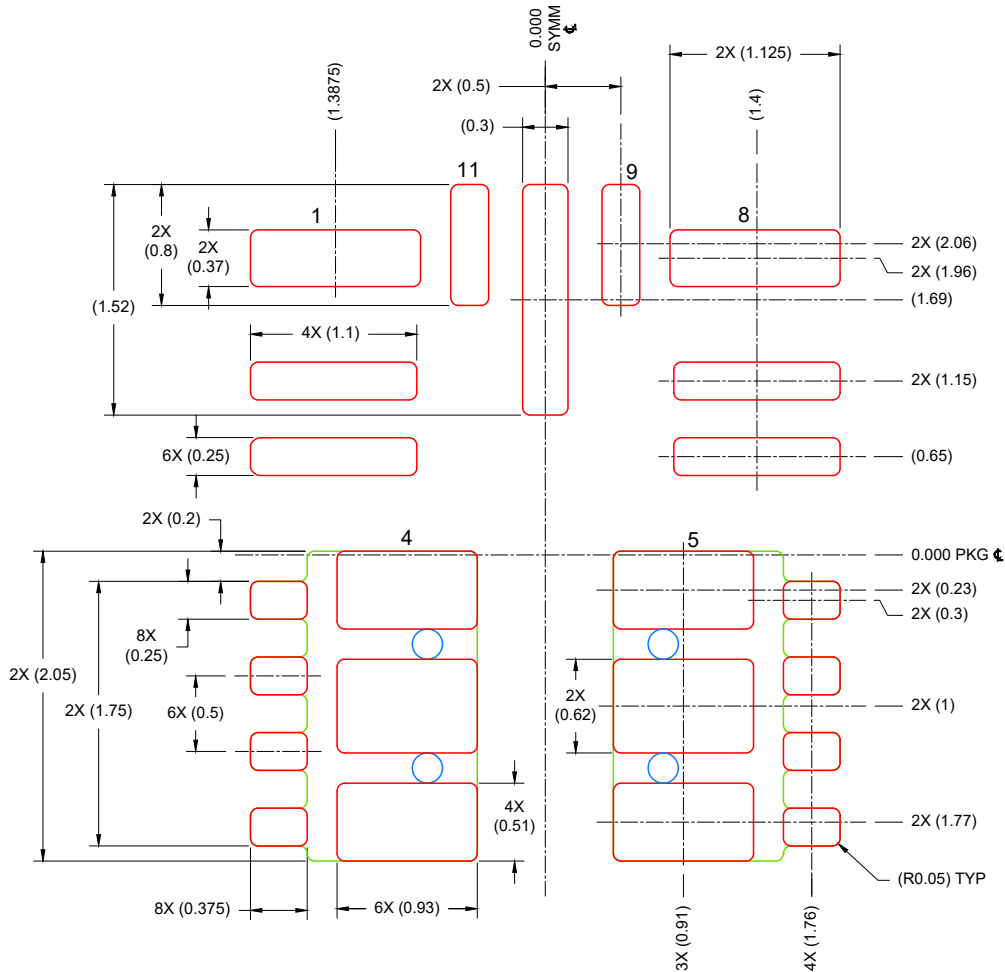 0.000
SYMM
℄
2X (1.125)
2X (0.5)
(1.3875)
(1.4)
(0.3)
11
9
1
8
2X
(0.8)
2X
(0.37)
2X (2.06)
2X (1.96)
(1.69)
(1.52)
4X (1.1)
2X (1.15)
6X (0.25)
(0.65)
2X (0.2)
4
5
0.000 PKG ℄
2X (0.23)
2X (0.3)
8X
(0.25)
2X (2.05)
2X (1.75)
6X (0.5)
2X
(0.62)
2X (1)
4X
(0.51)
2X (1.77)
(R0.05) TYP
8X (0.375)
6X (0.93)
3X (0.91)
4X (1.76)